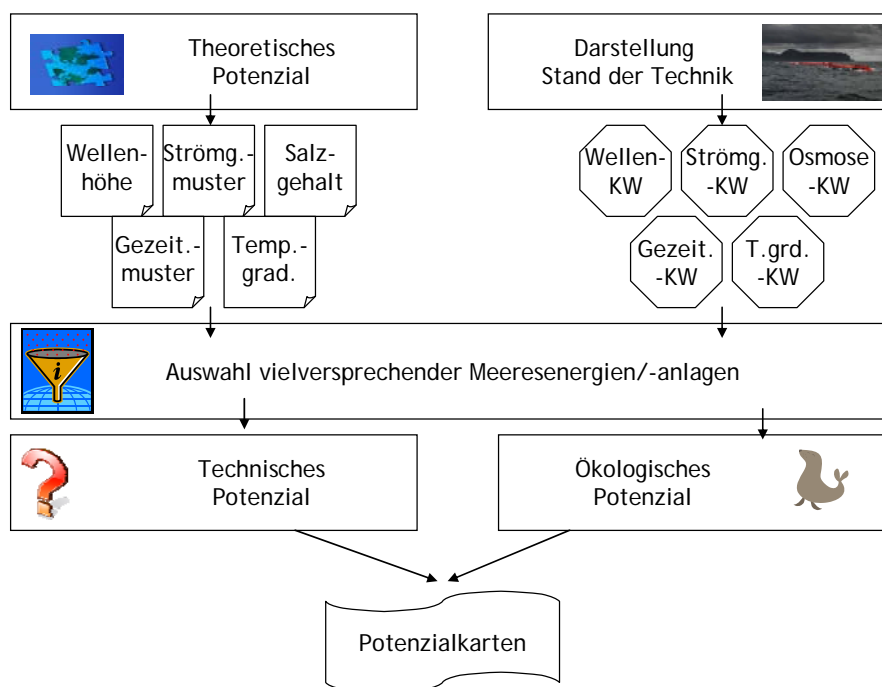 Theoretisches
Potenzial
Darstellung
Stand der Technik
Wellen-
höhe
Strömg.-
muster
Salz-
gehalt
Gezeit.-
muster
Temp.-
grad.
Wellen-
KW
Strömg.
-KW
Osmose
-KW
Gezeit.
-KW
T.grd.
-KW
i
Auswahl vielversprechender Meeresenergien/-anlagen
Technisches
Potenzial
Ökologisches
Potenzial
Potenzialkarten